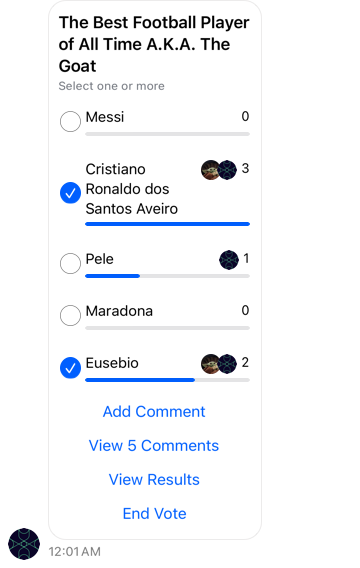 The Best Football Player
of All Time A.K.A. The
Goat
Select one or more
Messi 0
Cristiano 3
Ronaldo dos
Santos Aveiro
Pele 1
Maradona 0
Eusebio 2
Add Comment
View 5 Comments
View Results
End Vote
12:01 AM